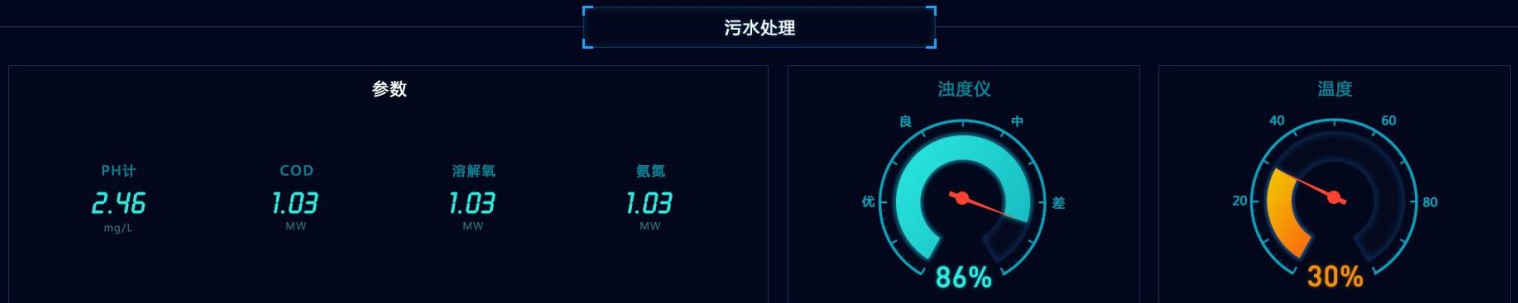 污水处理
参数
PH计
2.46
mg/L
COD
1.03
MW
溶解氧
1.03
MW
氨氮
1.03
MW
浊度仪
良 中
优 差
86%
温度
40 60
20 80
30%